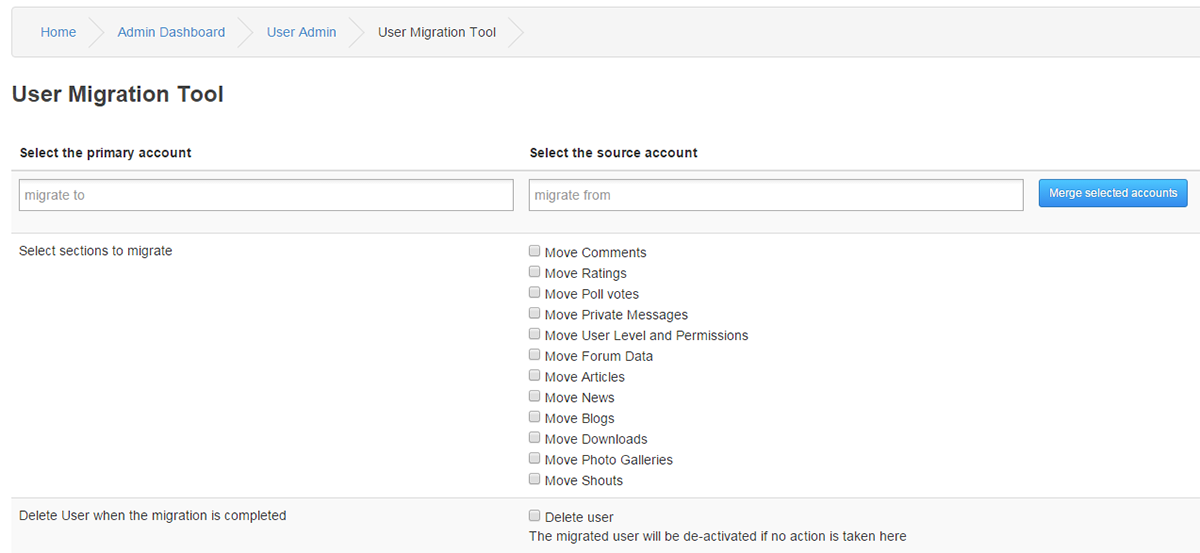 Home Admin Dashboard User Admin User Migration Tool
User Migration Tool
Select the primary account Select the source account
migrate to migrate from Merge selected accounts
Select sections to migrate Move Comments
Move Ratings
Move Poll votes
Move Private Messages
Move User Level and Permissions
Move Forum Data
Move Articles
Move News
Move Blogs
Move Downloads
Move Photo Galleries
Move Shouts
Delete User when the migration is completed Delete user
The migrated user will be de-activated if no action is taken here